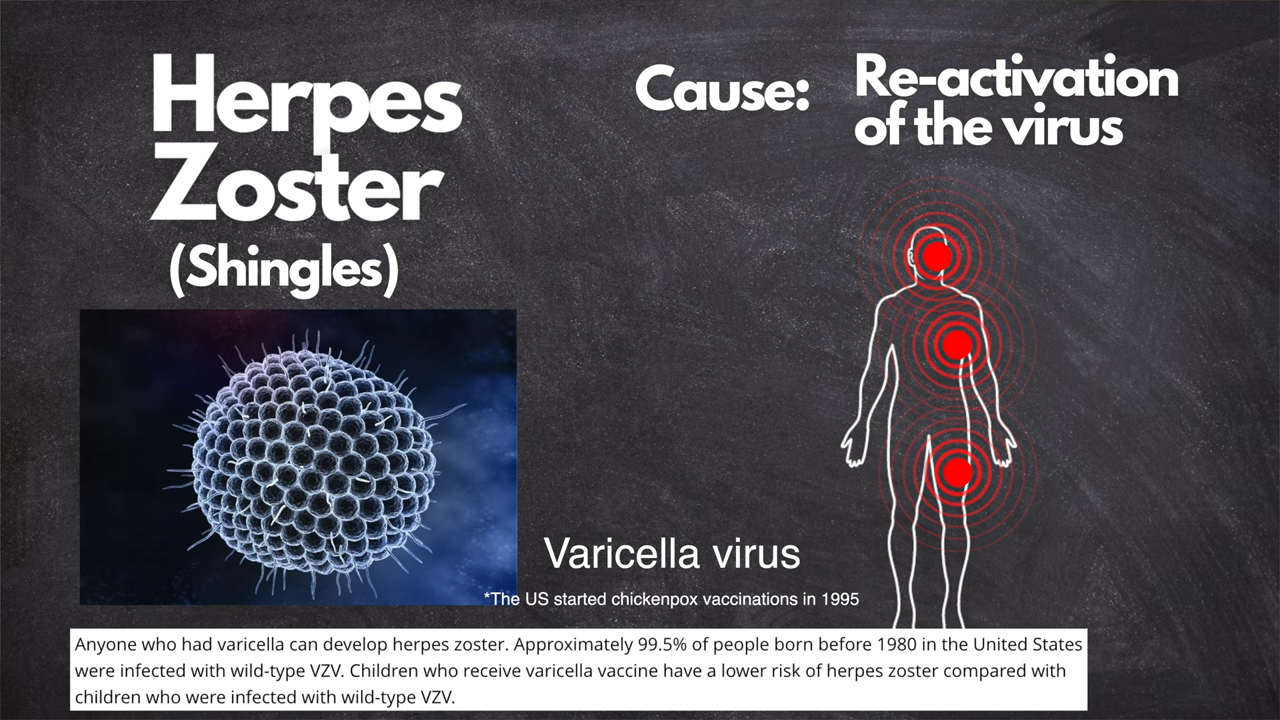 Herpes
Zoster
(Shingles)
Cause:
Re-activation
of the virus
Varicella virus
*The US started chickenpox vaccinations in 1995
Anyone who had varicella can develop herpes zoster. Approximately 99.5% of people born before 1980 in the United States
were infected with wild-type VZV. Children who receive varicella vaccine have a lower risk of herpes zoster compared with
children who were infected with wild-type VZV.